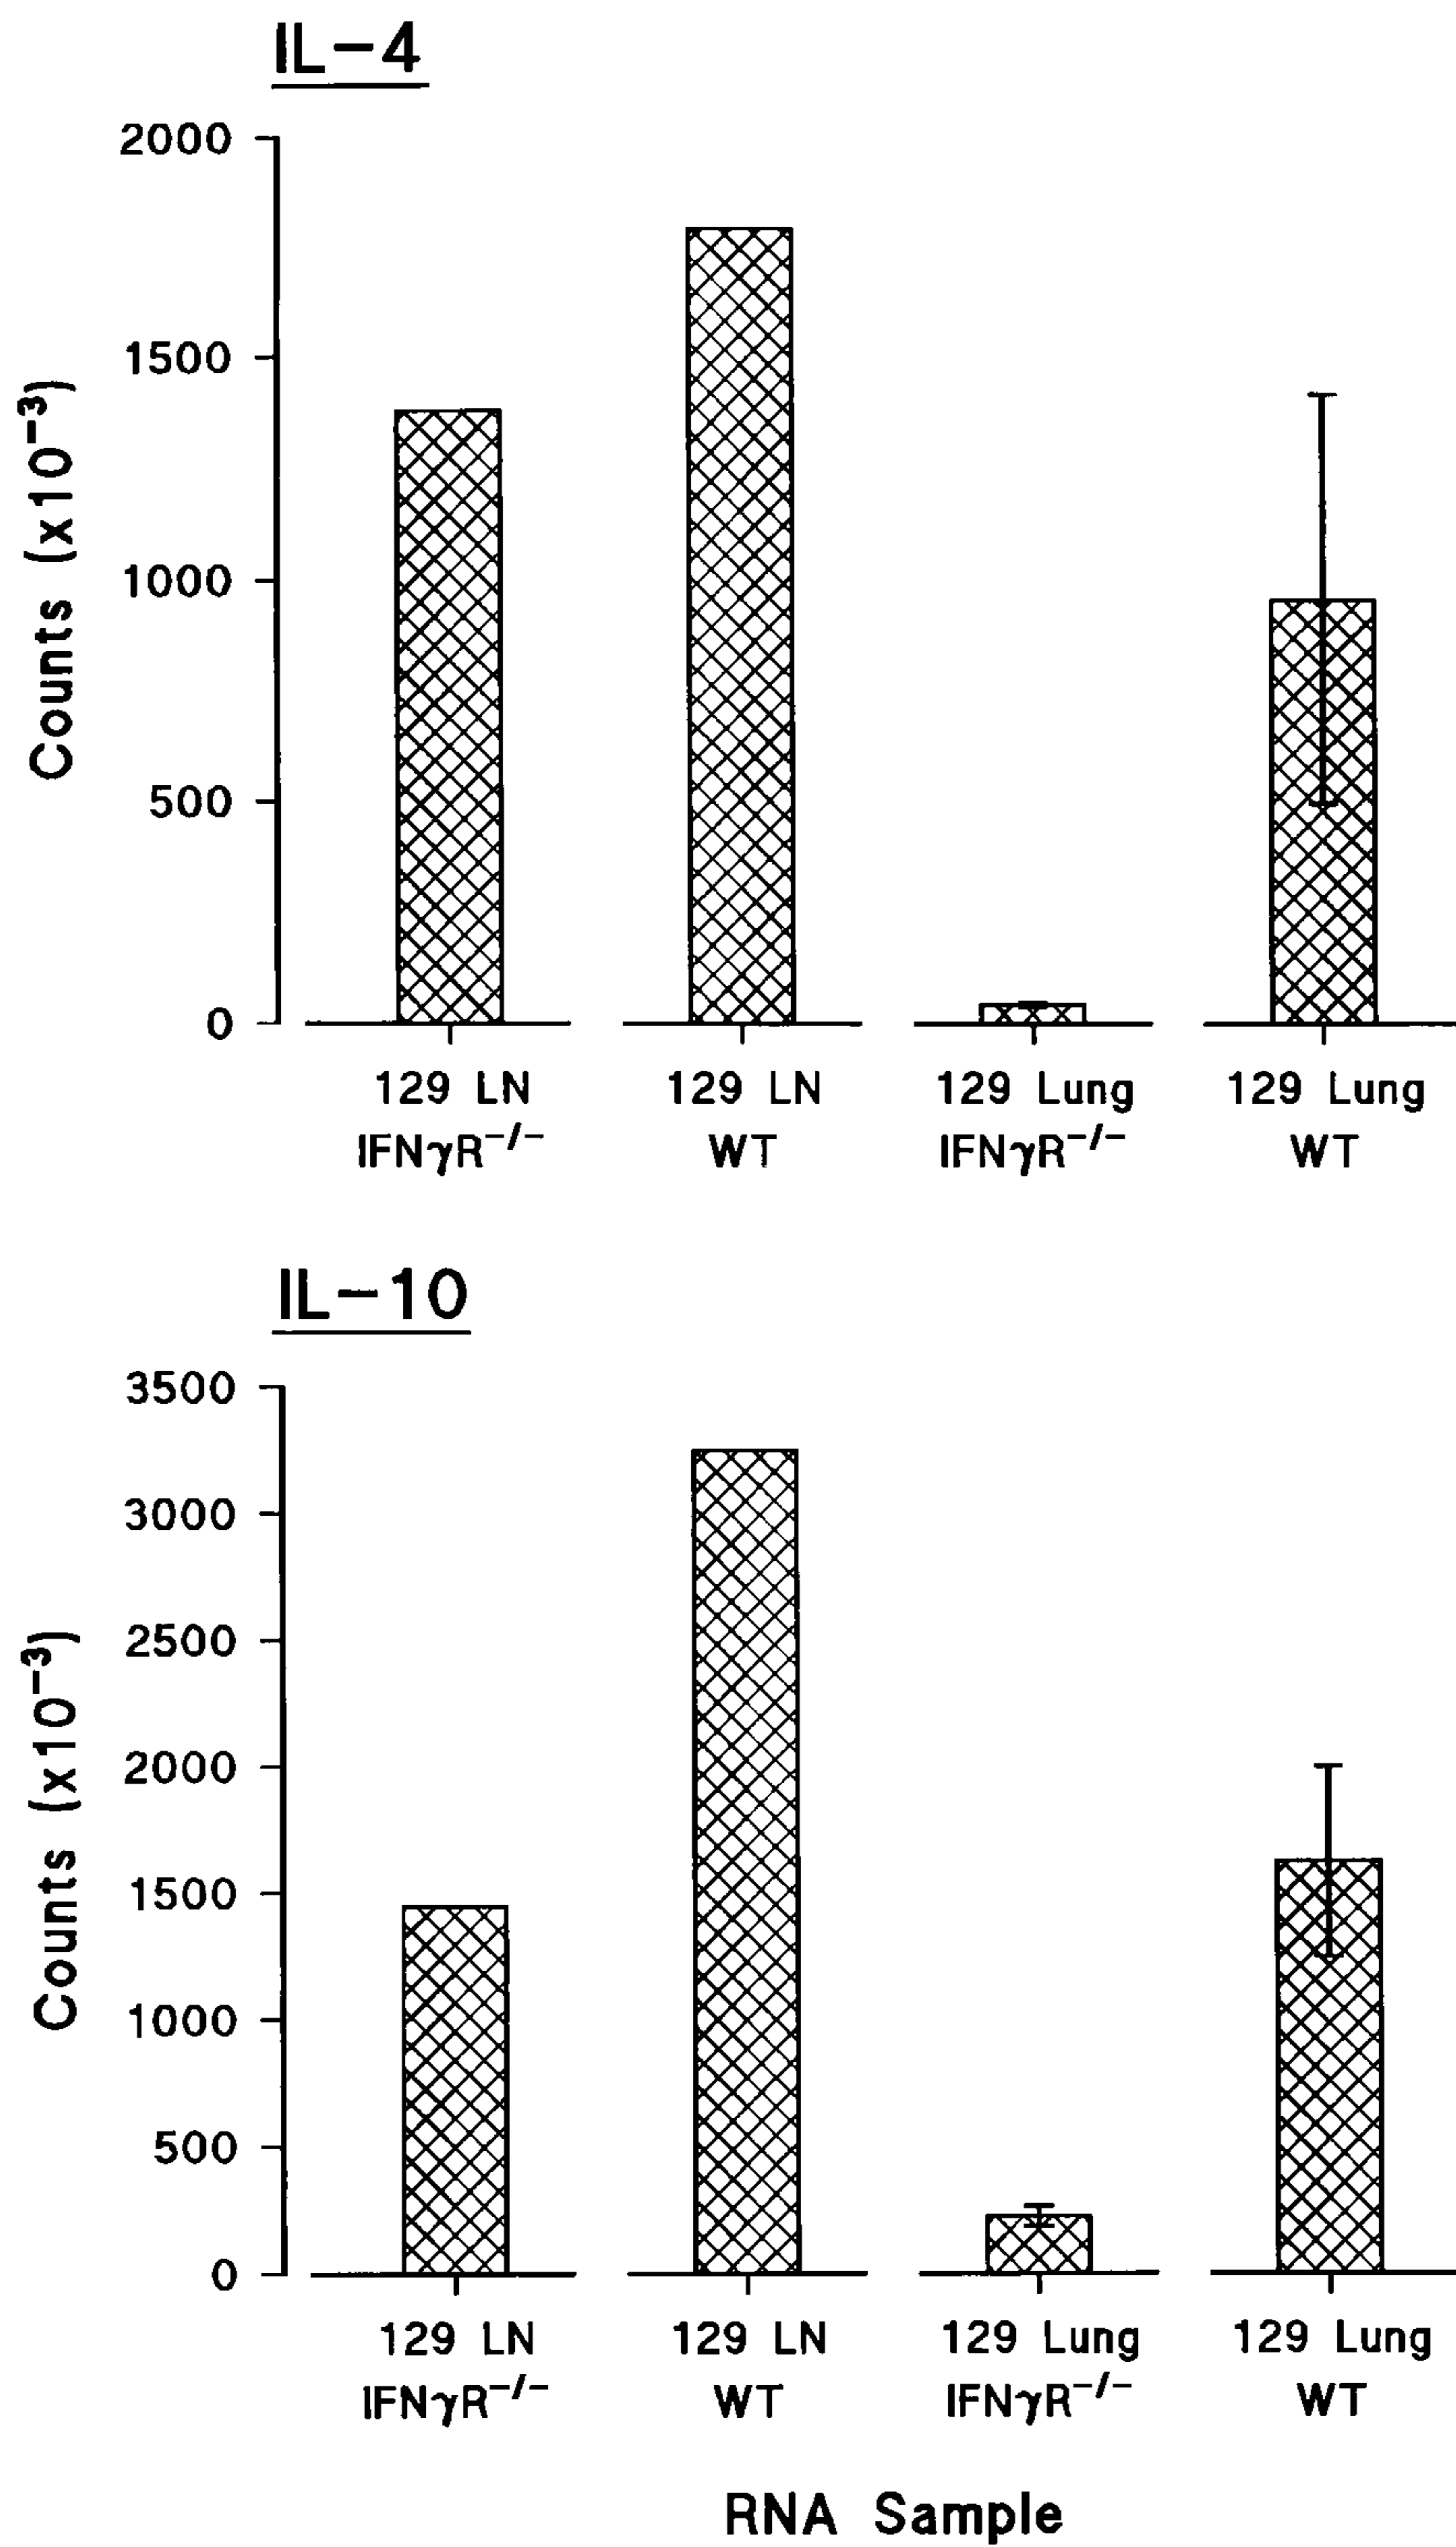 IL-4
2000
1500
1000
500
0
Counts (x10⁻³)
129 LN 129 LN 129 Lung 129 Lung
IFNγR⁻/⁻ WT IFNγR⁻/⁻ WT
IL-10
3500
3000
2500
2000
1500
1000
500
0
Counts (x10⁻³)
129 LN 129 LN 129 Lung 129 Lung
IFNγR⁻/⁻ WT IFNγR⁻/⁻ WT
RNA Sample